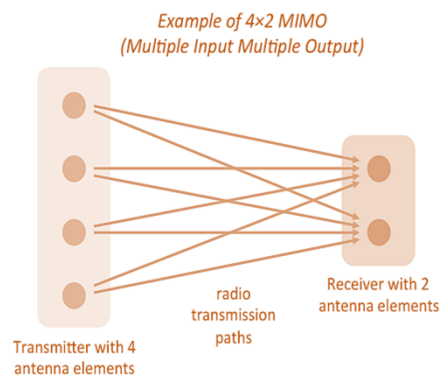 Example of 4×2 MIMO
(Multiple Input Multiple Output)
radio
transmission
paths
Receiver with 2
antenna elements
Transmitter with 4
antenna elements